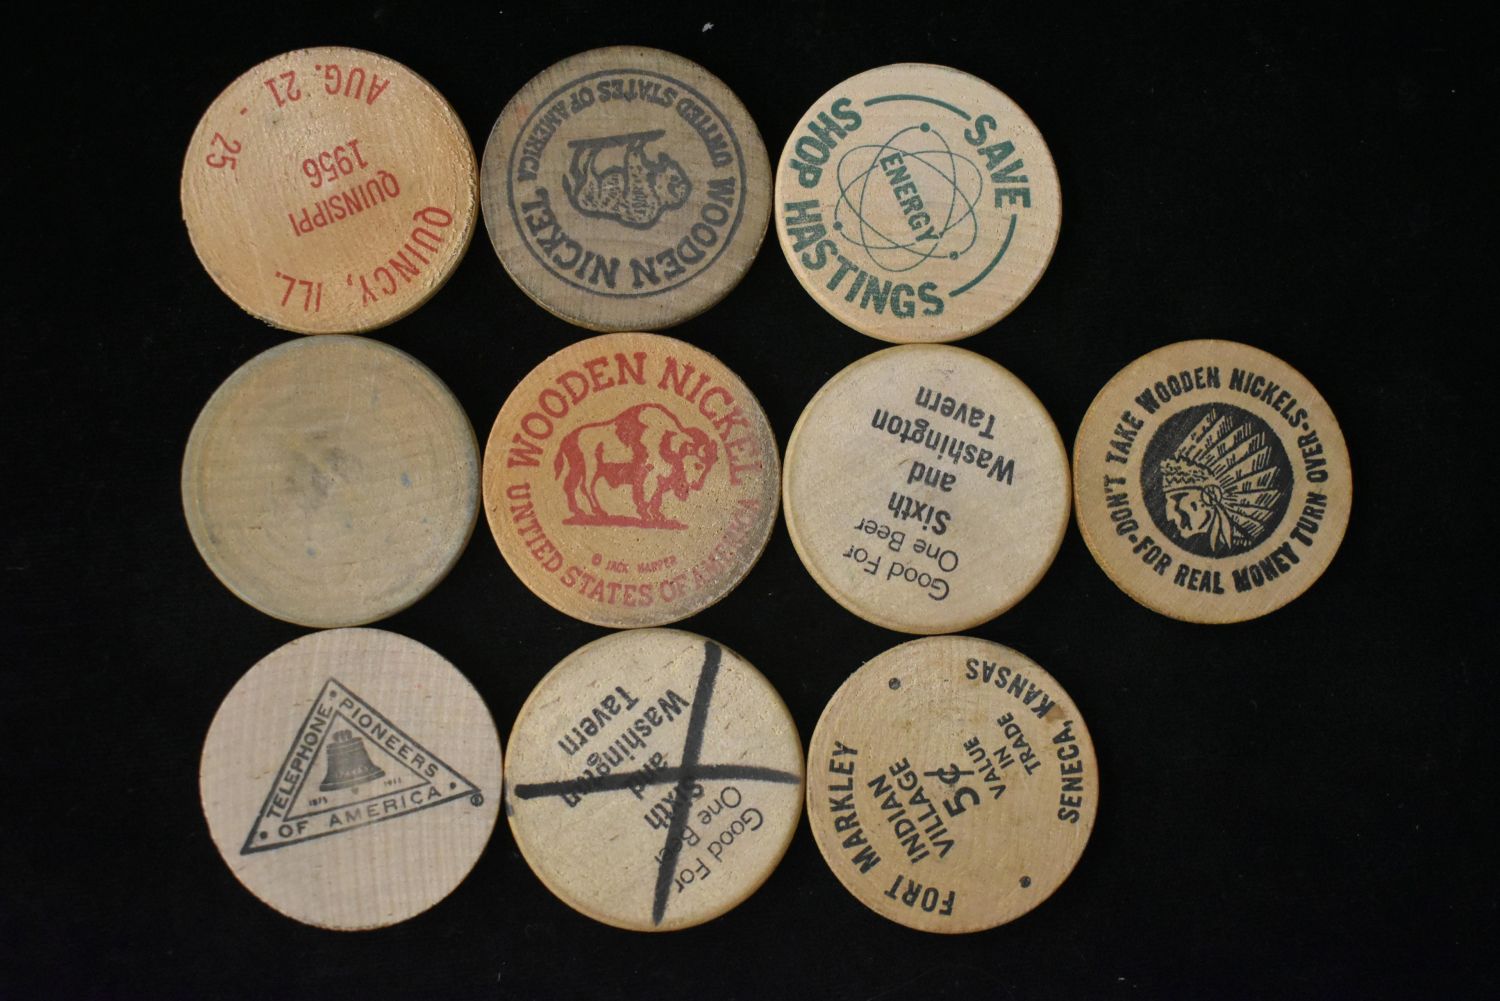 AUG. 21 - 25
1956
QUINSIPPI
QUINCY, ILL.
WOODEN NICKEL
UNITED STATES OF AMERICA
SAVE
ENERGY
SHOP HASTINGS
WOODEN NICKEL
© JACK HARPER
UNTIED STATES OF AMERICA
Good For
One Beer
Sixth
and
Washington
Tavern
DON'T TAKE WOODEN NICKELS
FOR REAL MONEY TURN OVER
TELEPHONE PIONEERS
OF AMERICA
1875 1911
Good For
One Beer
Sixth
and
Washington
Tavern
FORT MARKLEY
INDIAN
VILLAGE
5¢
VALUE
IN
TRADE
SENECA, KANSAS